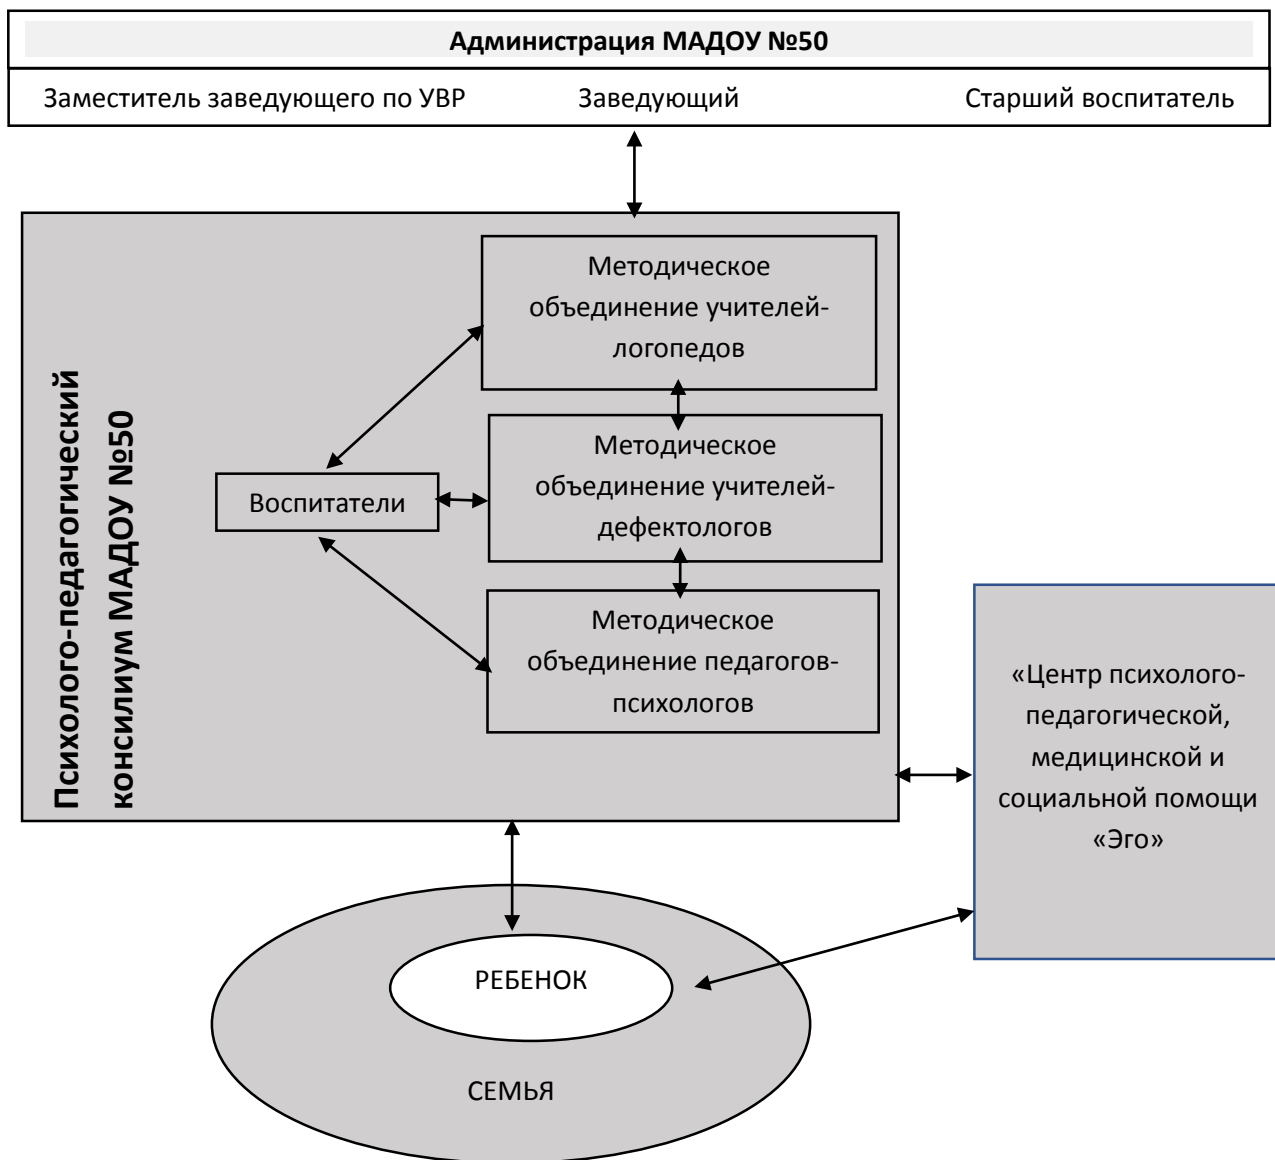 Администрация МАДОУ №50
Заместитель заведующего по УВР Заведующий Старший воспитатель
Психолого-педагогический
консилиум МАДОУ №50
Методическое
объединение учителей-
логопедов
Воспитатели
Методическое
объединение учителей-
дефектологов
Методическое
объединение педагогов-
психологов
«Центр психолого-
педагогической,
медицинской и
социальной помощи
«Эго»
РЕБЕНОК
СЕМЬЯ